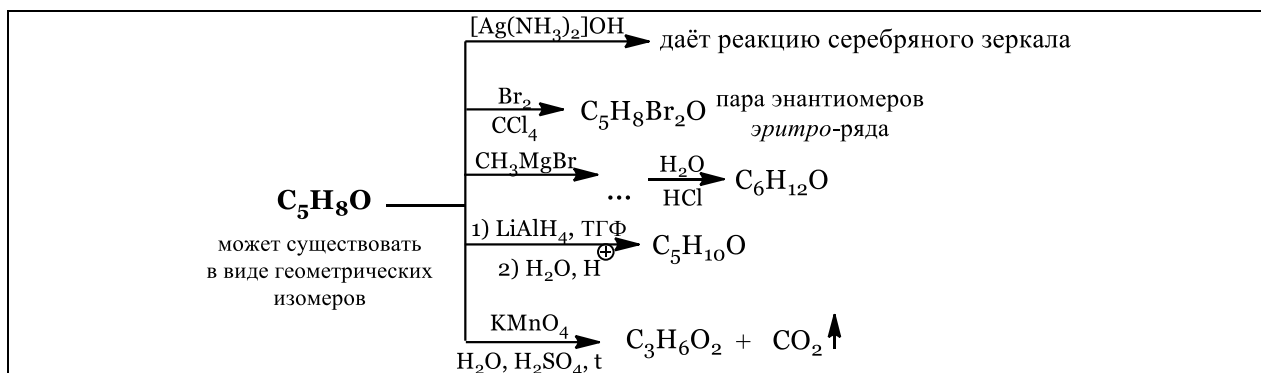 [Ag(NH₃)₂]OH
даёт реакцию серебряного зеркала
Br₂
CCl₄
C₅H₈Br₂O
пара энантиомеров
эритро-ряда
CH₃MgBr
...
H₂O
HCl
C₆H₁₂O
C₅H₈O
может существовать
в виде геометрических
изомеров
1) LiAlH₄, ТГФ
2) H₂O, H⊕
C₅H₁₀O
KMnO₄
H₂O, H₂SO₄, t
C₃H₆O₂ + CO₂